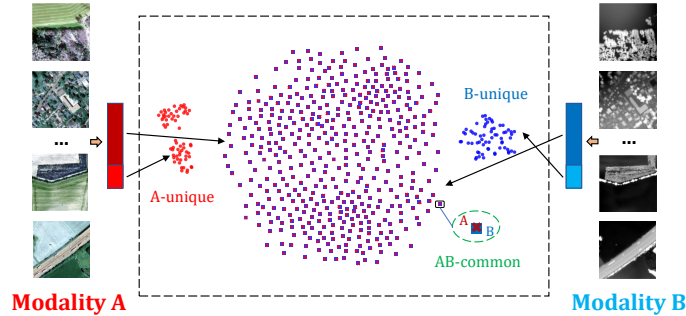 B-unique
...
...
A-unique
A
B
AB-common
Modality A
Modality B